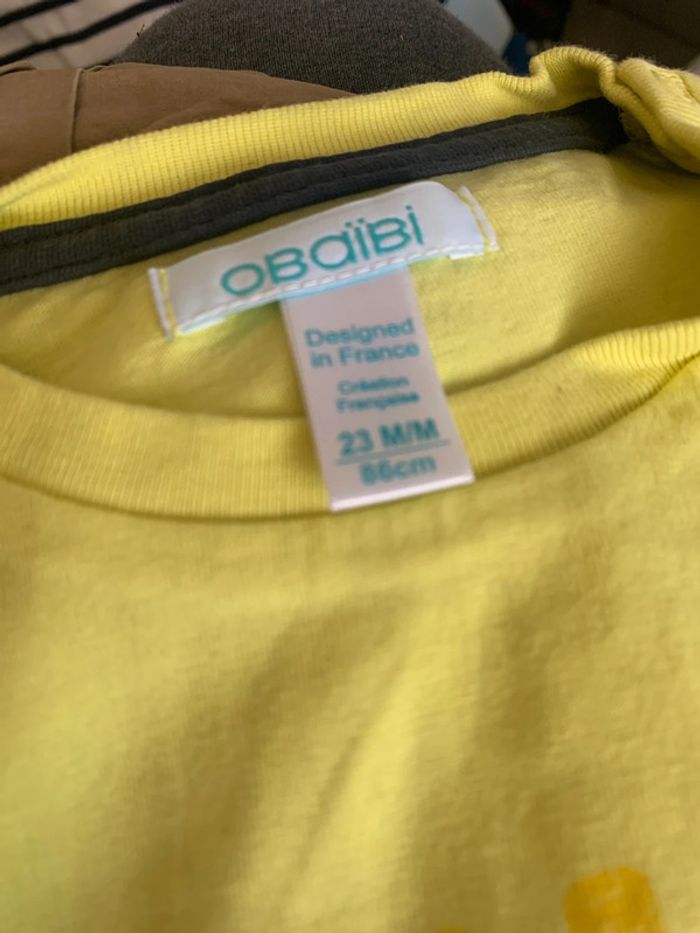 OBaïBi
Designed
in France
Création
Française
23 M/M
86cm